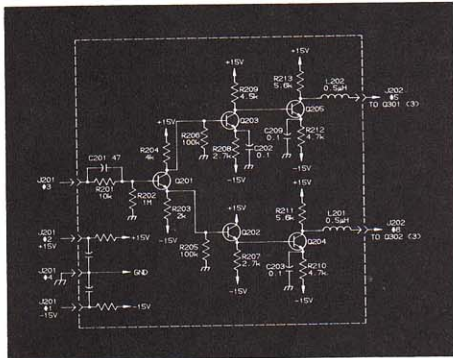 +15V
R213
5.6k
L202
0.5uH
J202
5
TO Q301 (3)
+15V
R209
4.5k
Q205
+15V
R206
100k
Q203
C209
0.1
R212
4.7k
R204
4k
R208
2.7k
C202
0.1
-15V
C201 47
-15V
J201
3
R201
10k
R202
1M
Q201
R203
2k
+15V
R211
5.6k
L201
0.5uH
J202
6
TO Q302 (3)
-15V
+15V
J201
2
+15V
+15V
R205
100k
Q202
Q204
J201
4
GND
R207
2.7k
C203
0.1
R210
4.7k
J201
1
-15V
-15V
-15V
-15V